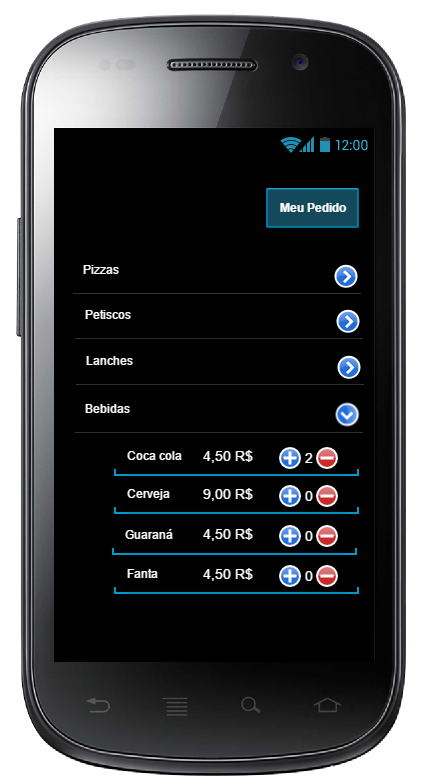 12:00
Meu Pedido
Pizzas
Petiscos
Lanches
Bebidas
Coca cola 4,50 R$ 2
Cerveja 9,00 R$ 0
Guaraná 4,50 R$ 0
Fanta 4,50 R$ 0